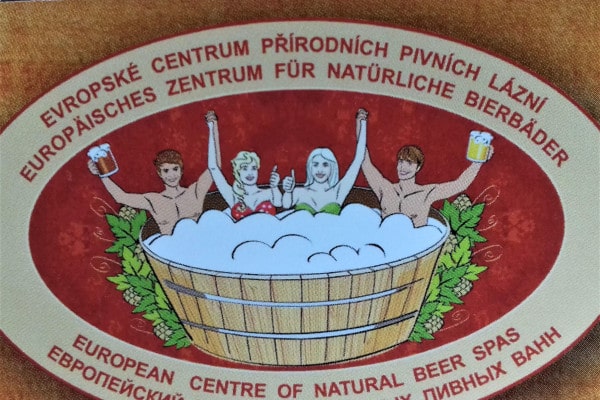 EVROPSKÉ CENTRUM PŘÍRODNÍCH PIVNÍCH LÁZNÍ
EUROPÄISCHES ZENTRUM FÜR NATÜRLICHE BIERBÄDER
EUROPEAN CENTRE OF NATURAL BEER SPAS
ЕВРОПЕЙСКИЙ ПИВНЫХ ВАНН